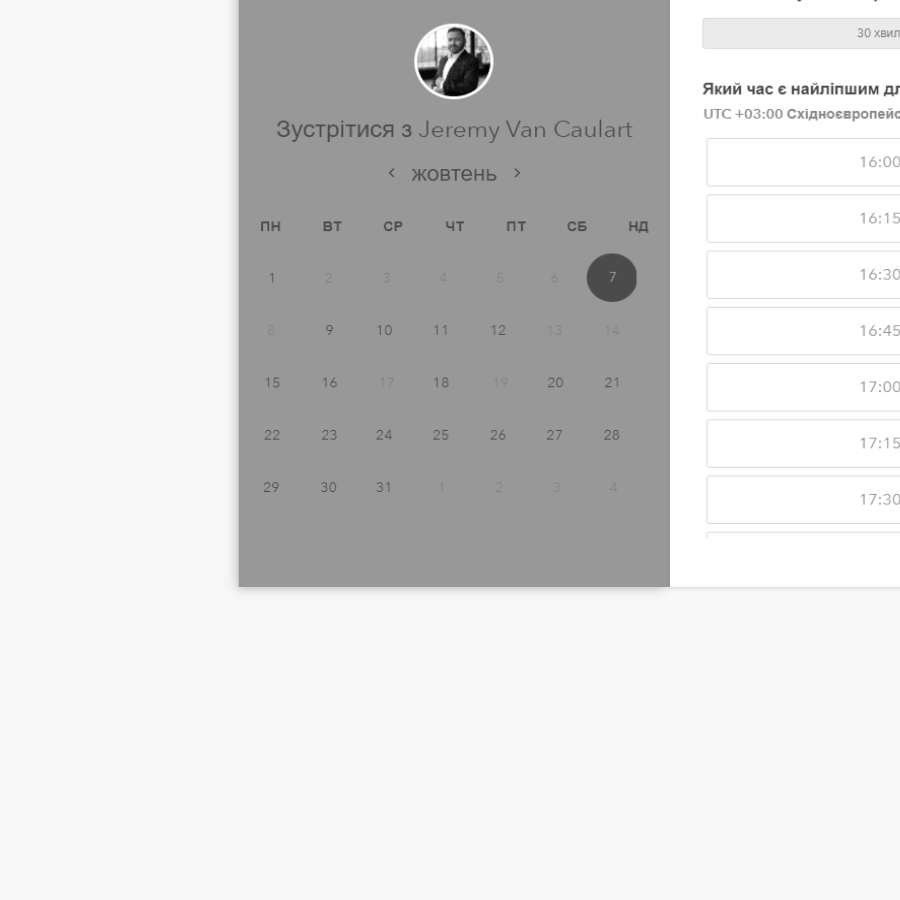 Зустрітися з Jeremy Van Caulart
жовтень
ПН ВТ СР ЧТ ПТ СБ НД
1 2 3 4 5 6 7
8 9 10 11 12 13 14
15 16 17 18 19 20 21
22 23 24 25 26 27 28
29 30 31 1 2 3 4
30 хвил
Який час є найліпшим дл
UTC +03:00 Східноєвропейс
16:00
16:15
16:30
16:45
17:00
17:15
17:30